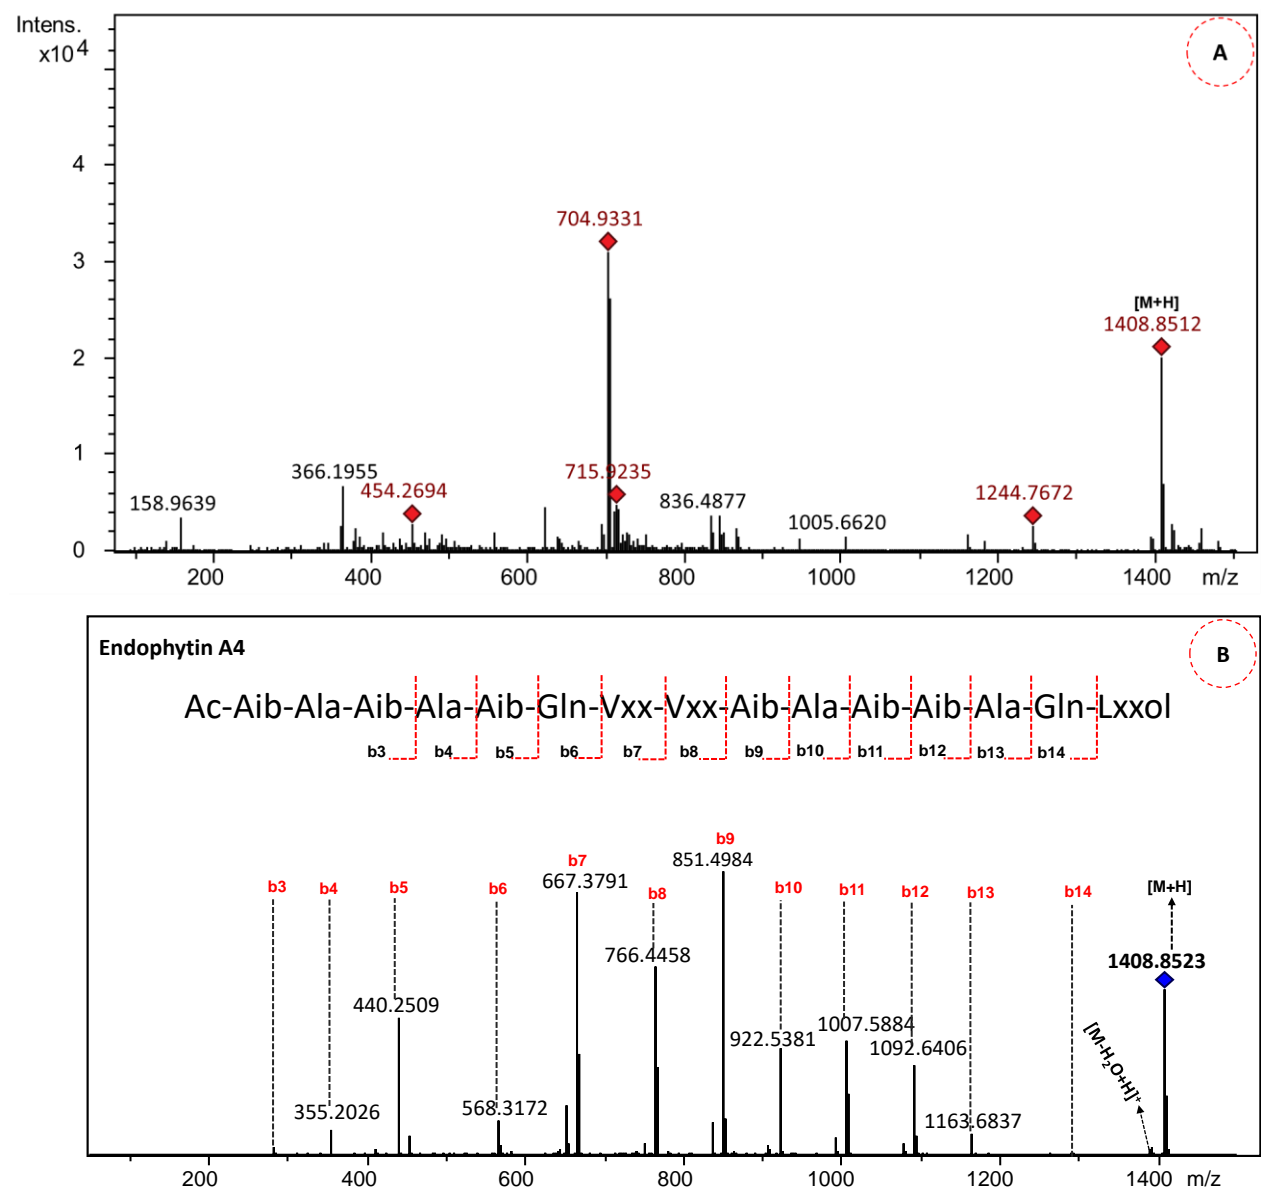 Intens.
x10⁴
A
4
3
2
1
0
704.9331
[M+H]
1408.8512
366.1955
454.2694
715.9235
158.9639
836.4877
1005.6620
1244.7672
200
400
600
800
1000
1200
1400
m/z
Endophytin A4
B
Ac-Aib-Ala-Aib-Ala-Aib-Gln-Vxx-Vxx-Aib-Ala-Aib-Aib-Ala-Gln-Lxxol
b3 b4 b5 b6 b7 b8 b9 b10 b11 b12 b13 b14
b9
851.4984
b7
667.3791
b3
b4
b5
b6
b8
b10
b11
b12
b13
b14
[M+H]
766.4458
1408.8523
440.2509
922.5381
1007.5884
1092.6406
[M-H₂O+H]⁺
355.2026
568.3172
1163.6837
200
400
600
800
1000
1200
1400
m/z